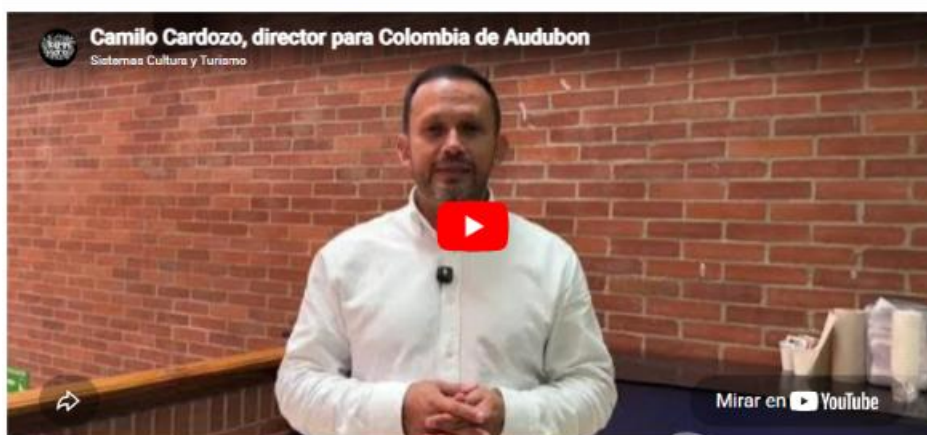 Camilo Cardozo, director para Colombia de Audubon
Sistemas Cultura y Turismo
Mirar en YouTube